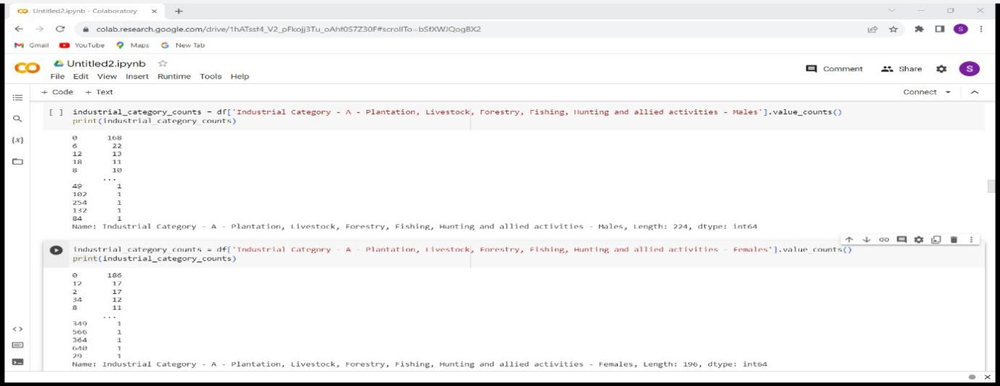 Untitled2.ipynb - Colaboratory
colab.research.google.com/drive/1hATssf4_V2_pFkojj3Tu_oAhf0S7Z30F#scrollTo=bSfXWJQogBX2
S
Gmail YouTube Maps New Tab
Untitled2.ipynb
File Edit View Insert Runtime Tools Help
Comment Share S
+ Code + Text
Connect
[ ] industrial_category_counts = df['Industrial Category - A - Plantation, Livestock, Forestry, Fishing, Hunting and allied activities - Males'].value_counts()
print(industrial_category_counts)
0 168
6 22
12 13
18 11
8 10
...
49 1
102 1
254 1
132 1
84 1
Name: Industrial Category - A - Plantation, Livestock, Forestry, Fishing, Hunting and allied activities - Males, Length: 224, dtype: int64
industrial_category_counts = df['Industrial Category - A - Plantation, Livestock, Forestry, Fishing, Hunting and allied activities - Females'].value_counts()
print(industrial_category_counts)
0 186
12 17
2 17
34 12
8 11
...
349 1
566 1
364 1
640 1
29 1
Name: Industrial Category - A - Plantation, Livestock, Forestry, Fishing, Hunting and allied activities - Females, Length: 196, dtype: int64